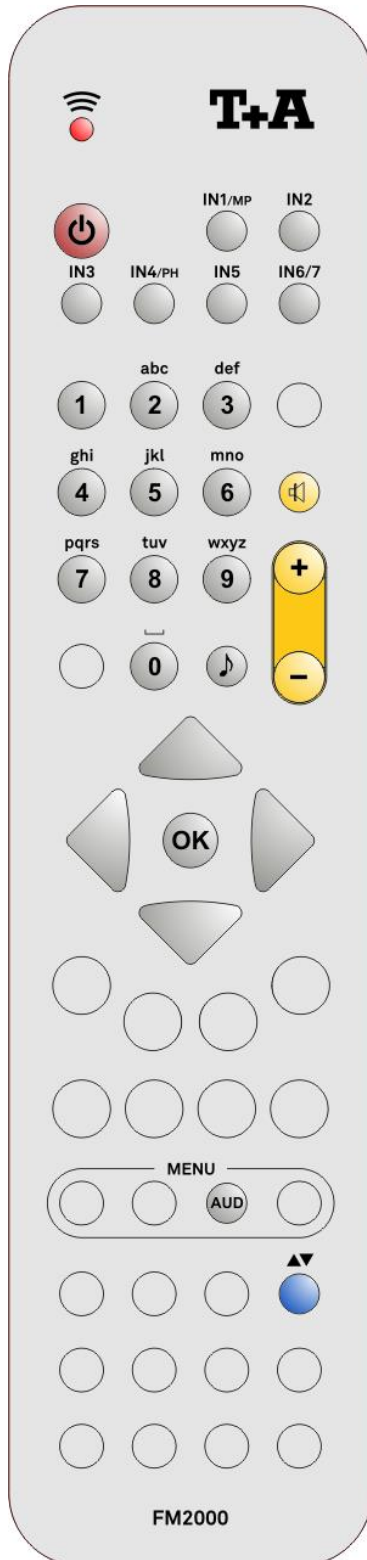 T+A
IN1/MP IN2
IN3 IN4/PH IN5 IN6/7
abc def
1 2 3
ghi jkl mno
4 5 6
pqrs tuv wxyz
7 8 9
+
0
−
OK
MENU
AUD
FM2000